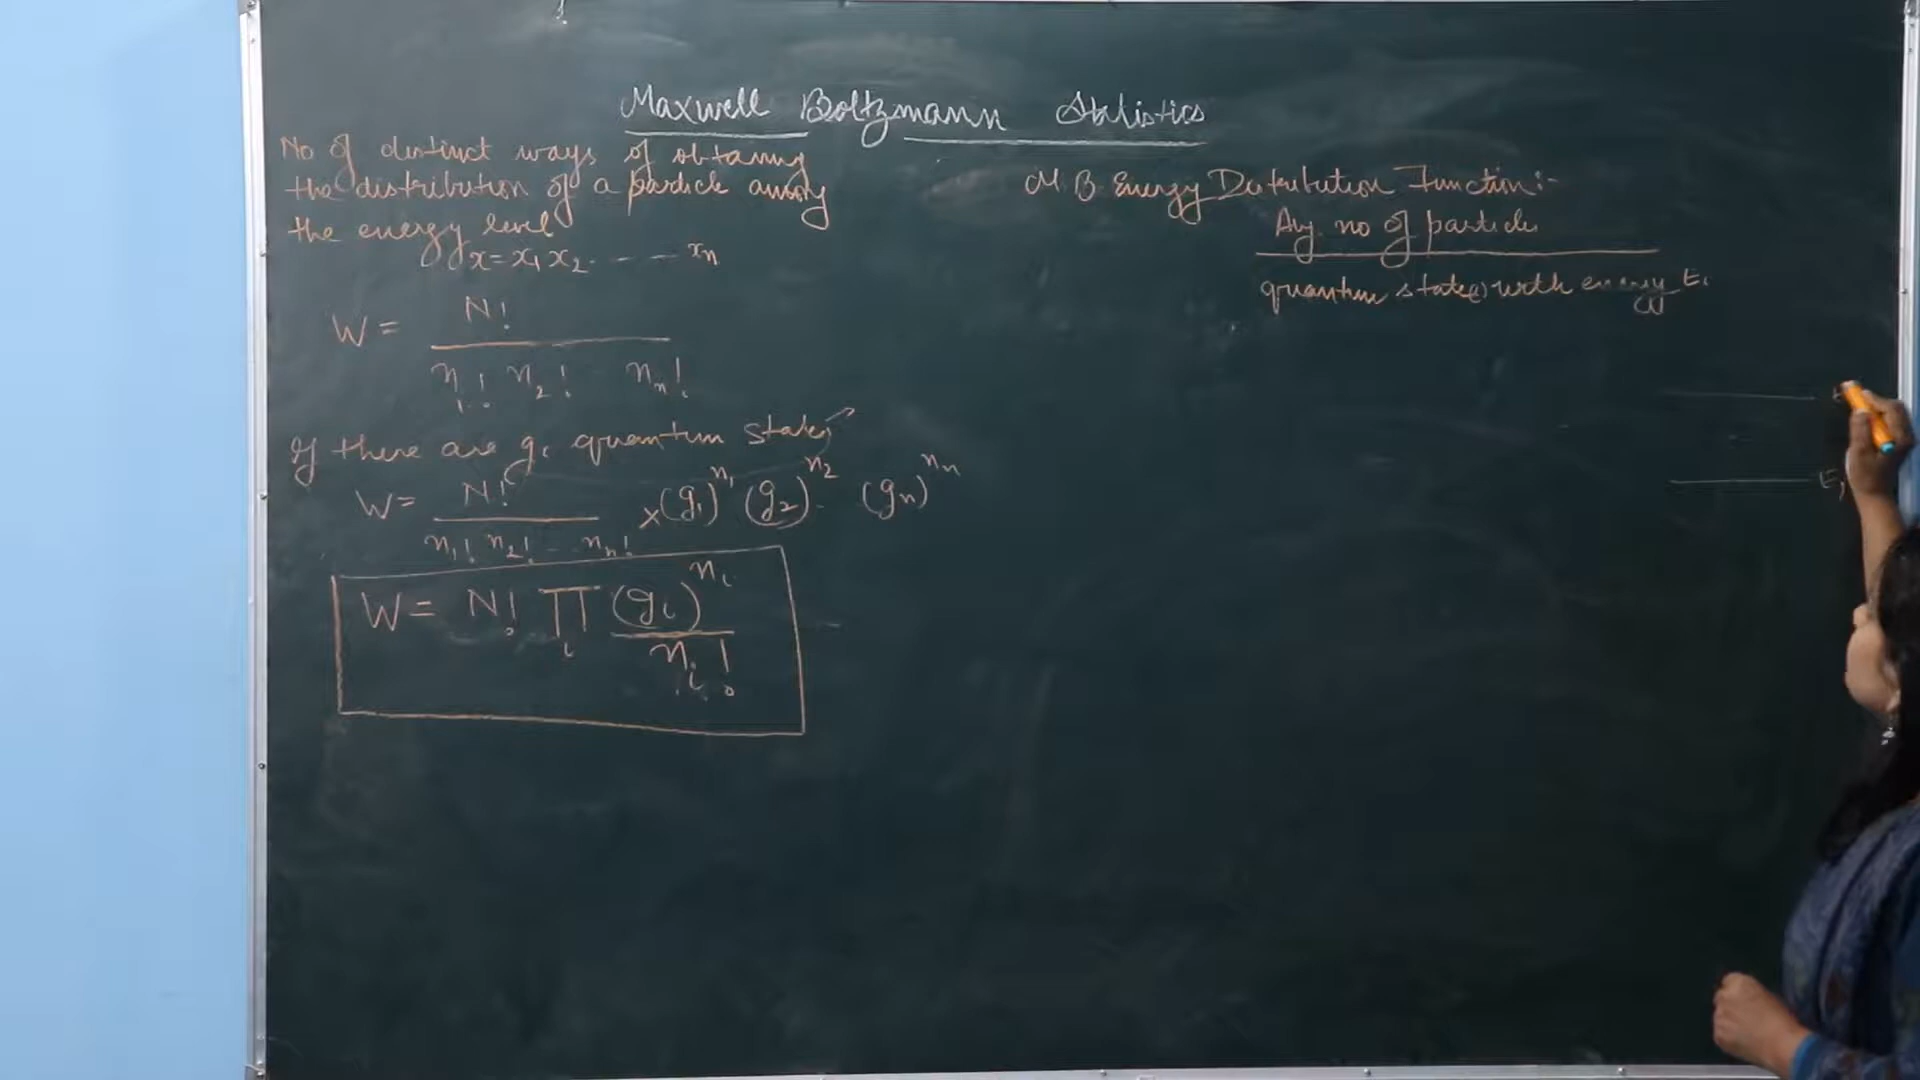 Maxwell Boltzmann Statistics
No of distinct ways of obtaining
the distribution of a particle among
the energy level
x = x₁ x₂ - - - - xₙ
W = N! / n₁! n₂! nₙ!
If there are gᵢ quantum states
W = N! / n₁! n₂! - - nₙ! × (g₁)^n₁ (g₂)^n₂ . (gₙ)^nₙ
W = N! ∏ᵢ (gᵢ)^nᵢ / nᵢ!
M. B. Energy Distribution Function :-
Avg. no of particles
quantum state(s) with energy Eᵢ
E₁